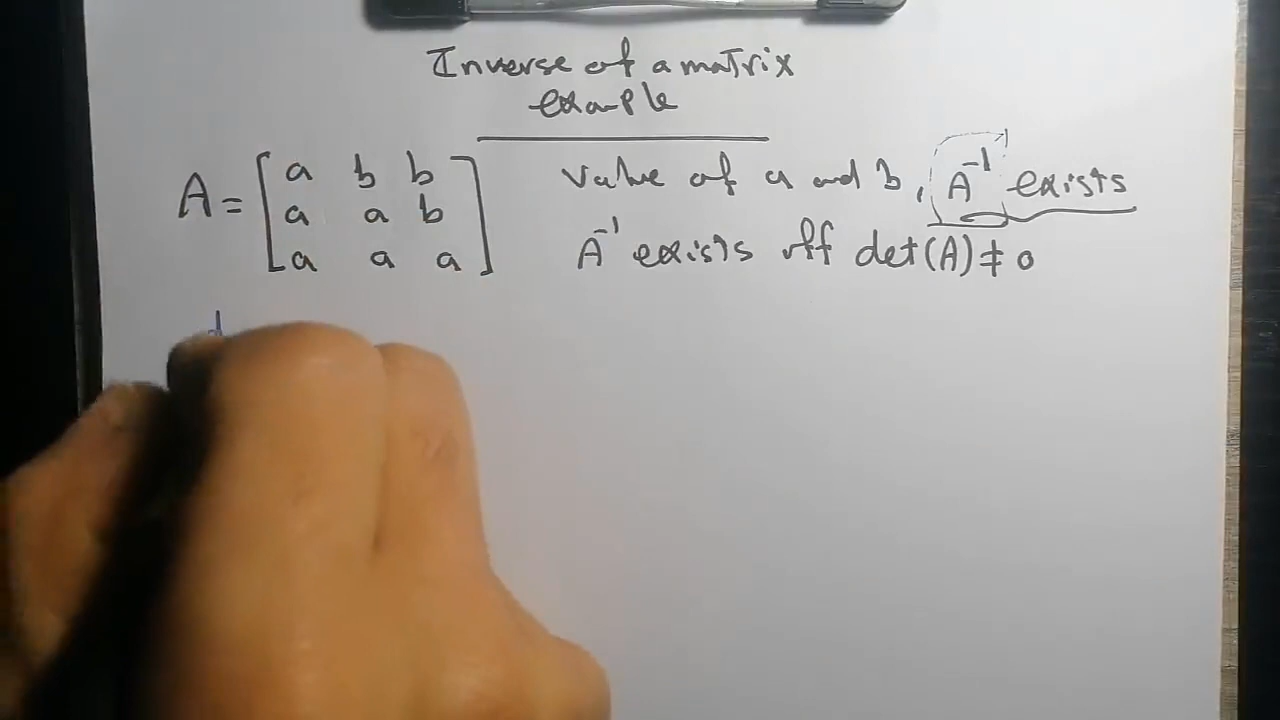 Inverse of a matrix
example
A = [ a b b
a a b
a a a ]
value of a and b, A⁻¹ exists
A⁻¹ exists iff det(A) ≠ 0
d